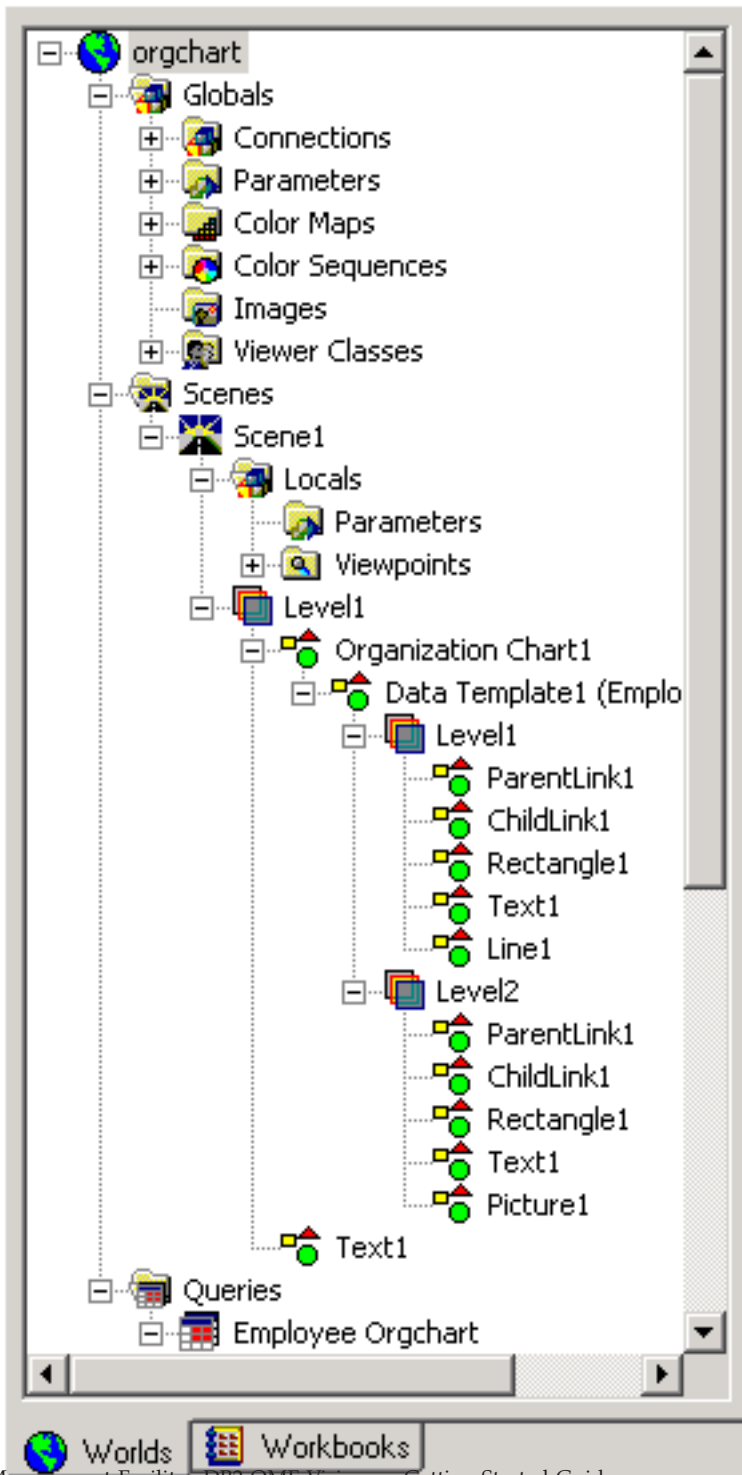 orgchart
Globals
Connections
Parameters
Color Maps
Color Sequences
Images
Viewer Classes
Scenes
Scene1
Locals
Parameters
Viewpoints
Level1
Organization Chart1
Data Template1 (Emplo
Level1
ParentLink1
ChildLink1
Rectangle1
Text1
Line1
Level2
ParentLink1
ChildLink1
Rectangle1
Text1
Picture1
Text1
Queries
Employee Orgchart
Worlds Workbooks